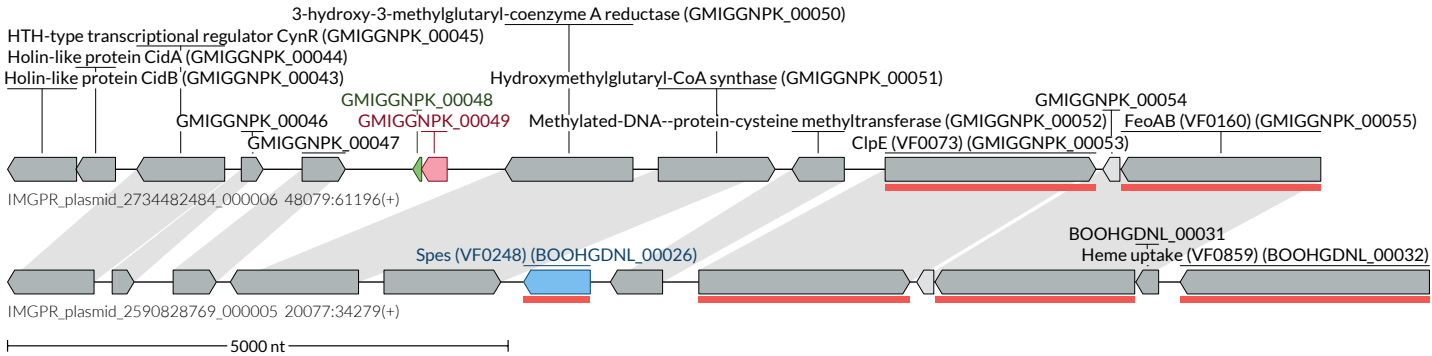 3-hydroxy-3-methylglutaryl-coenzyme A reductase (GMIGGNPK_00050)
HTH-type transcriptional regulator CynR (GMIGGNPK_00045)
Holin-like protein CidA (GMIGGNPK_00044)
Holin-like protein CidB (GMIGGNPK_00043)
Hydroxymethylglutaryl-CoA synthase (GMIGGNPK_00051)
GMIGGNPK_00048
GMIGGNPK_00054
GMIGGNPK_00046
GMIGGNPK_00049
Methylated-DNA--protein-cysteine methyltransferase (GMIGGNPK_00052)
FeoAB (VF0160) (GMIGGNPK_00055)
GMIGGNPK_00047
ClpE (VF0073) (GMIGGNPK_00053)
IMGPR_plasmid_2734482484_000006 48079:61196(+)
BOOHGDNL_00031
Spes (VF0248) (BOOHGDNL_00026)
Heme uptake (VF0859) (BOOHGDNL_00032)
IMGPR_plasmid_2590828769_000005 20077:34279(+)
5000 nt